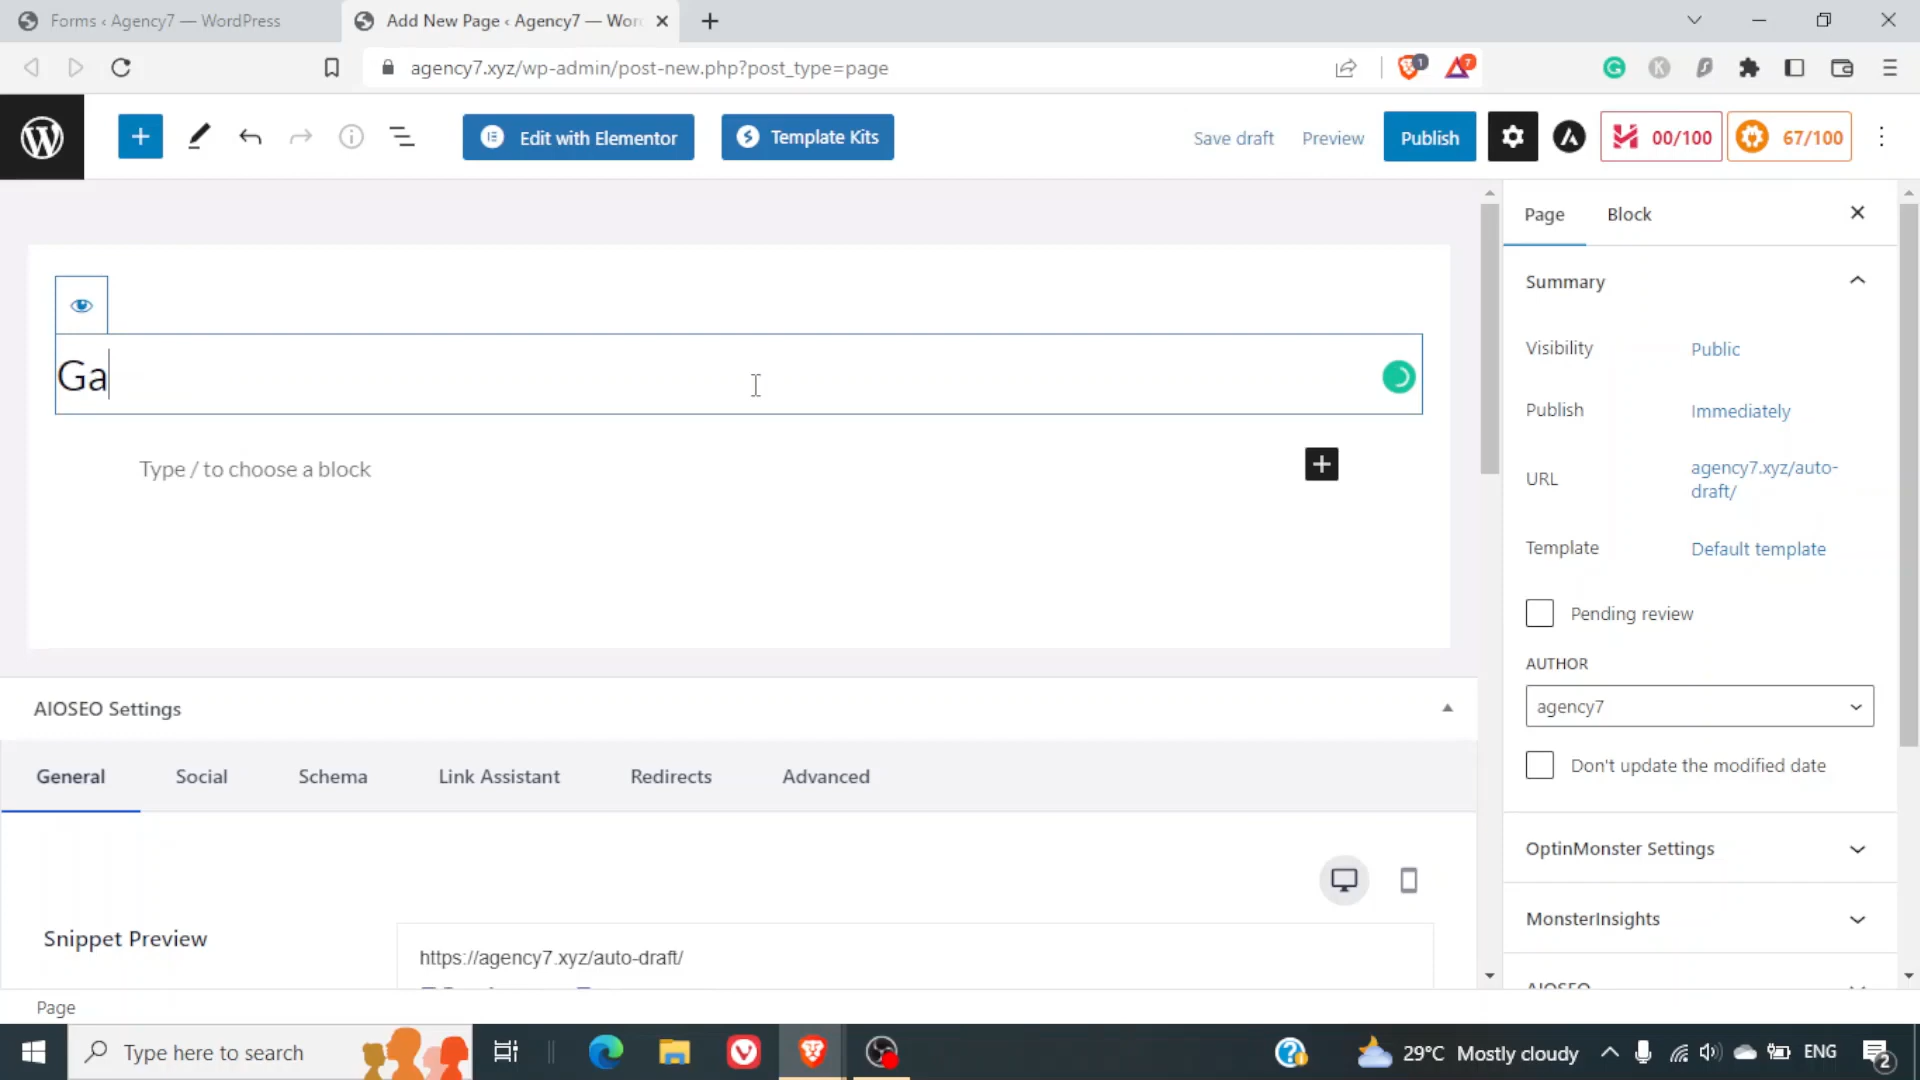 Forms ‹ Agency7 — WordPress
Add New Page ‹ Agency7 — Wor
agency7.xyz/wp-admin/post-new.php?post_type=page
1
7
Edit with Elementor
Template Kits
Save draft
Preview
Publish
00/100
67/100
Page
Block
Summary
Ga
Visibility
Public
Publish
Immediately
Type / to choose a block
URL
agency7.xyz/auto-
draft/
Template
Default template
Pending review
AUTHOR
agency7
AIOSEO Settings
General
Social
Schema
Link Assistant
Redirects
Advanced
Don't update the modified date
OptinMonster Settings
MonsterInsights
Snippet Preview
https://agency7.xyz/auto-draft/
AIOSEO
Page
Type here to search
29°C Mostly cloudy
ENG
2